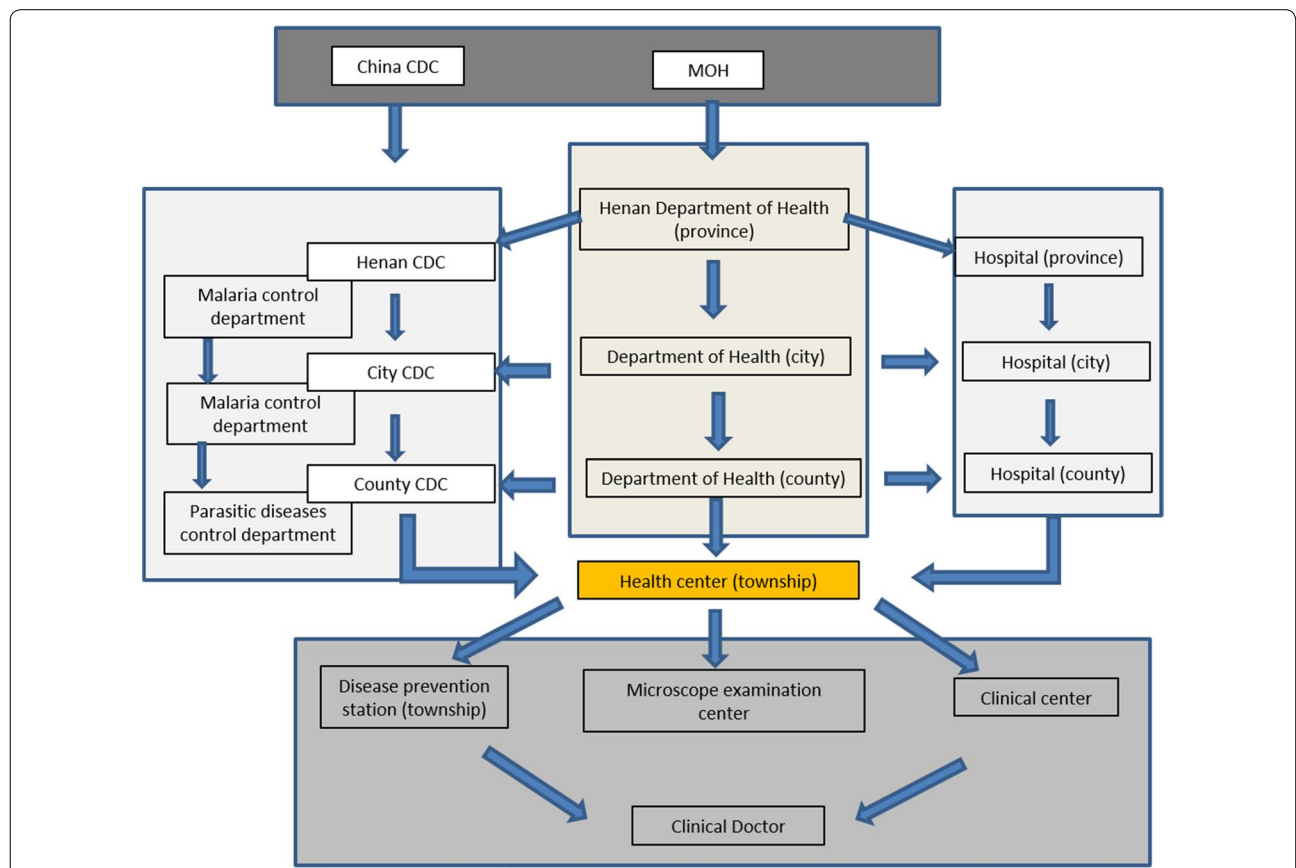 China CDC
MOH
Henan Department of Health
(province)
Henan CDC
Hospital (province)
Malaria control
department
City CDC
Department of Health (city)
Hospital (city)
Malaria control
department
County CDC
Department of Health (county)
Hospital (county)
Parasitic diseases
control department
Health center (township)
Disease prevention
station (township)
Microscope examination
center
Clinical center
Clinical Doctor